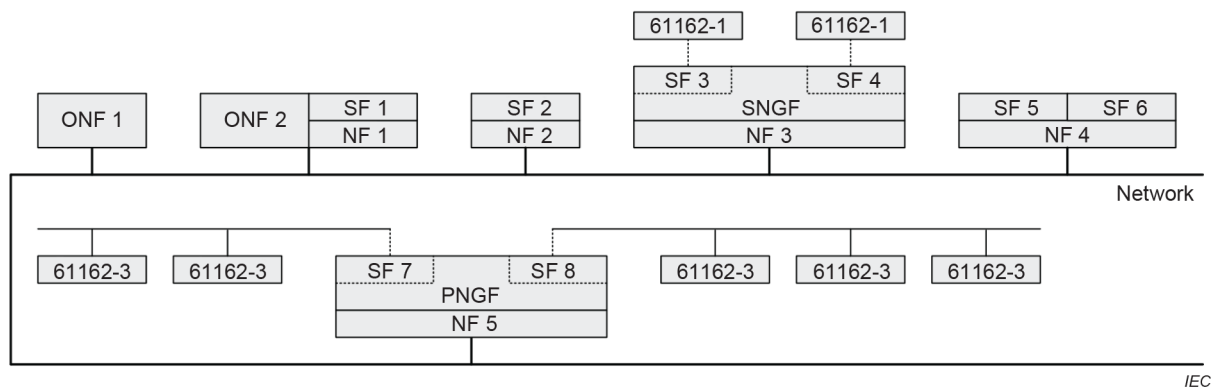 61162-1 61162-1
SF 3 SF 4
ONF 1 ONF 2 SF 1 SF 2 SNGF SF 5 SF 6
NF 1 NF 2 NF 3 NF 4
Network
61162-3 61162-3 SF 7 SF 8 61162-3 61162-3 61162-3
PNGF
NF 5
IEC